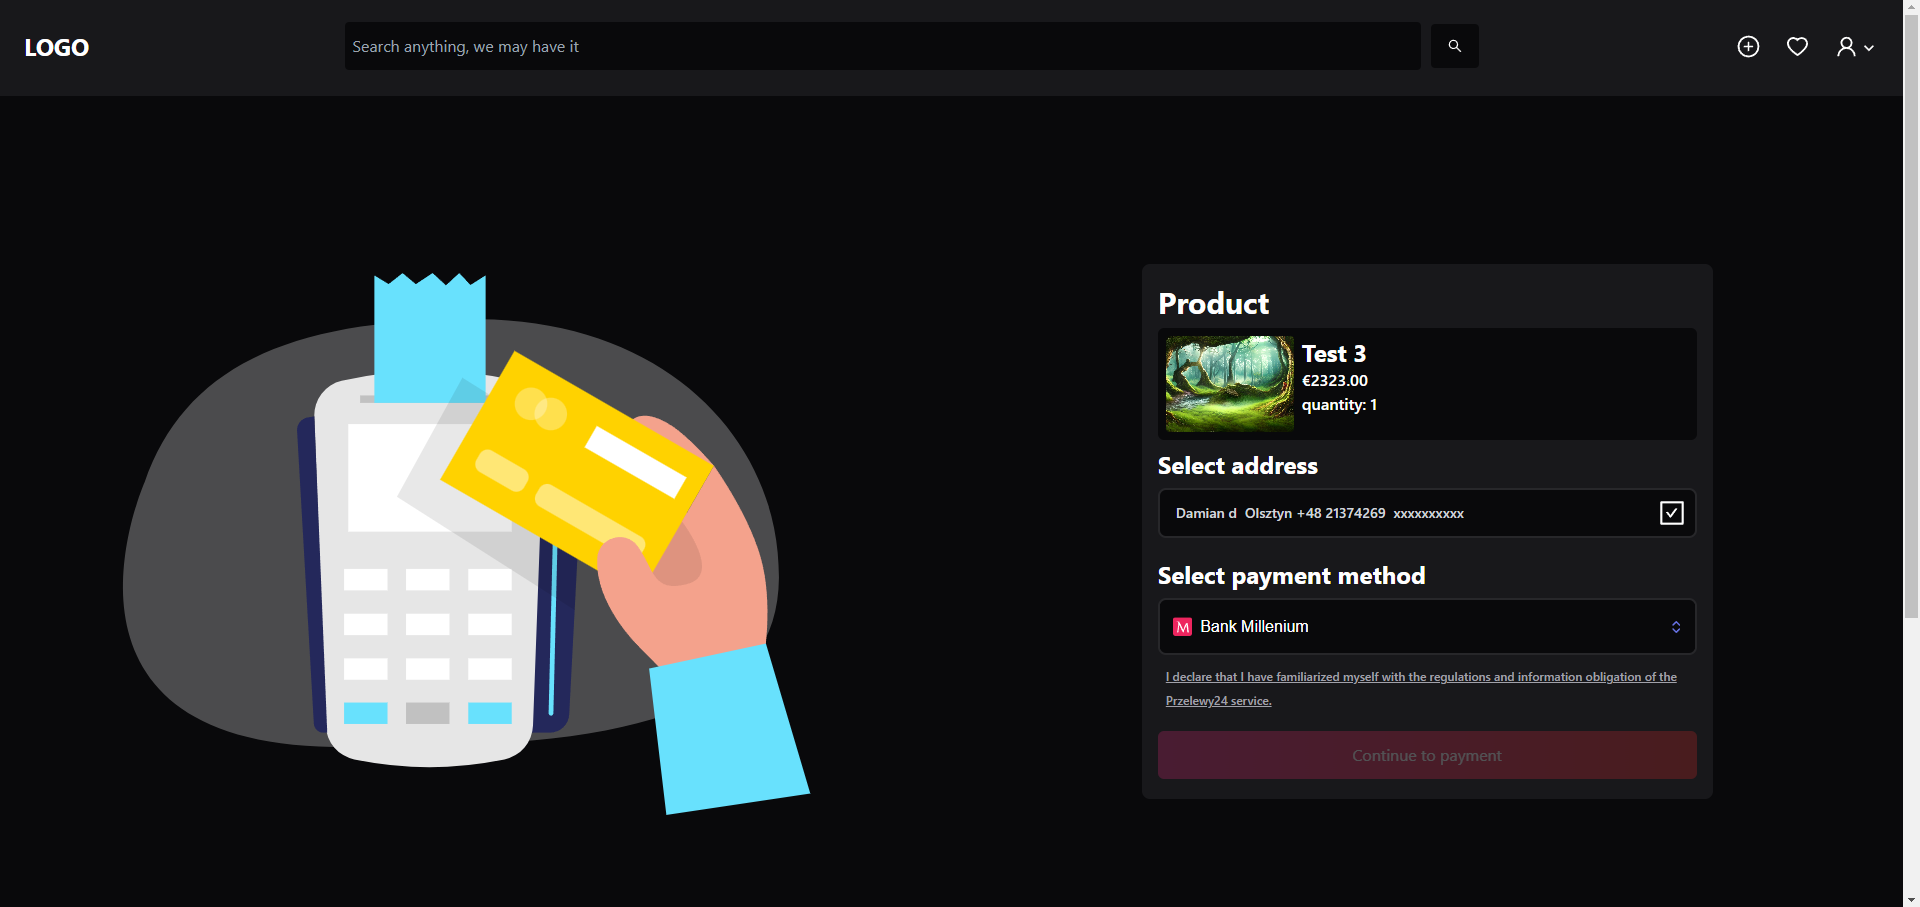 LOGO
Search anything, we may have it
Product
Test 3
€2323.00
quantity: 1
Select address
Damian d Olsztyn +48 21374269 xxxxxxxxxx
Select payment method
M Bank Millenium
I declare that I have familiarized myself with the regulations and information obligation of the
Przelewy24 service.
Continue to payment